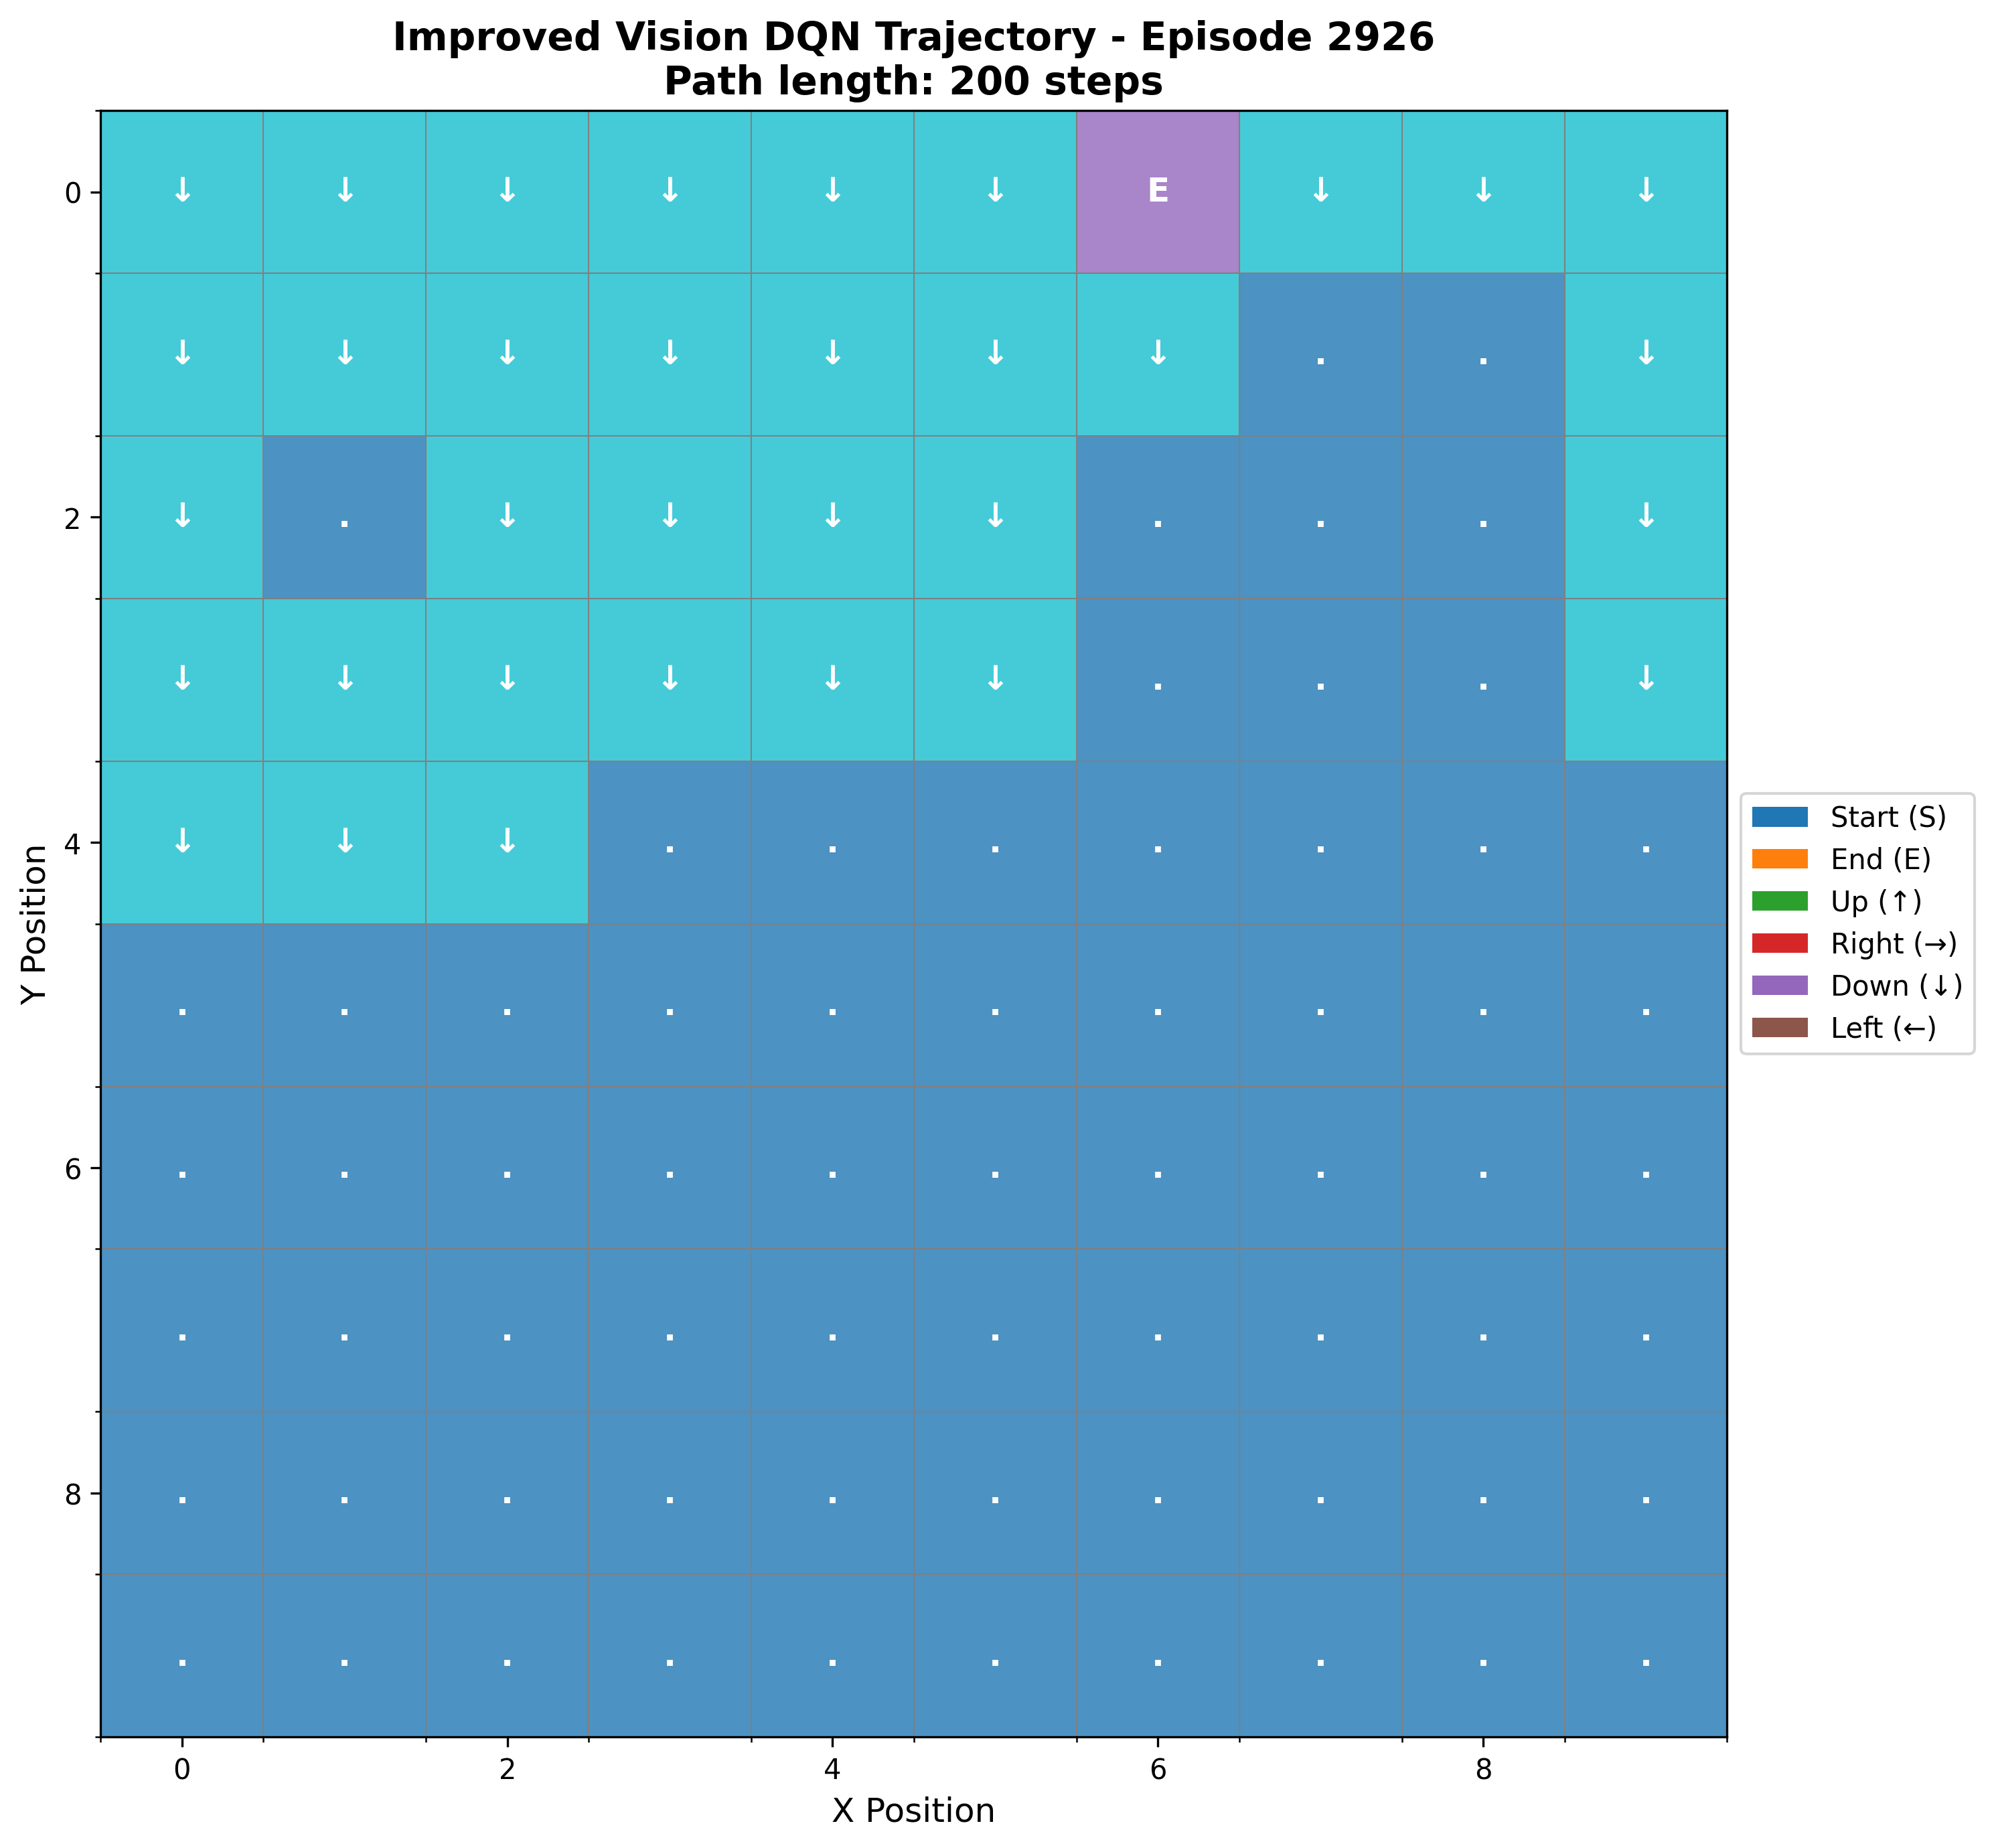 Improved Vision DQN Trajectory - Episode 2926
Path length: 200 steps
0 ↓ ↓ ↓ ↓ ↓ ↓ E ↓ ↓ ↓
↓ ↓ ↓ ↓ ↓ ↓ ↓ . . ↓
2 ↓ . ↓ ↓ ↓ ↓ . . . ↓
↓ ↓ ↓ ↓ ↓ ↓ . . . ↓
4 ↓ ↓ ↓ . . . . . . .
. . . . . . . . . .
6 . . . . . . . . . .
. . . . . . . . . .
8 . . . . . . . . . .
. . . . . . . . . .
0 2 4 6 8
X Position
Y Position
Start (S)
End (E)
Up (↑)
Right (→)
Down (↓)
Left (←)